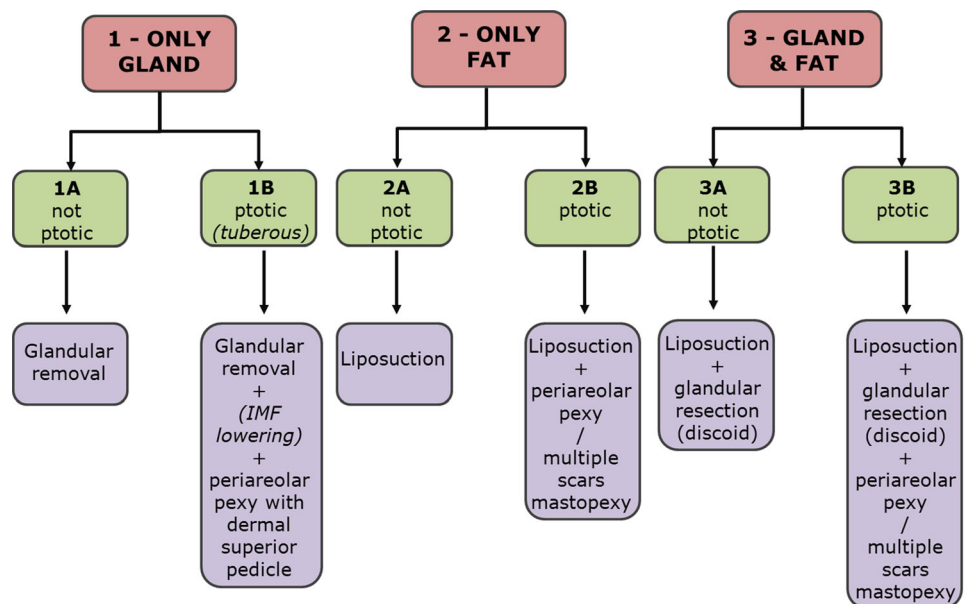 1 - ONLY
GLAND
2 - ONLY
FAT
3 - GLAND
& FAT
1A
not
ptotic
1B
ptotic
(tuberous)
2A
not
ptotic
2B
ptotic
3A
not
ptotic
3B
ptotic
Glandular
removal
Glandular
removal
+
(IMF
lowering)
+
periareolar
pexy with
dermal
superior
pedicle
Liposuction
Liposuction
+
periareolar
pexy
/
multiple
scars
mastopexy
Liposuction
+
glandular
resection
(discoid)
Liposuction
+
glandular
resection
(discoid)
+
periareolar
pexy
/
multiple
scars
mastopexy